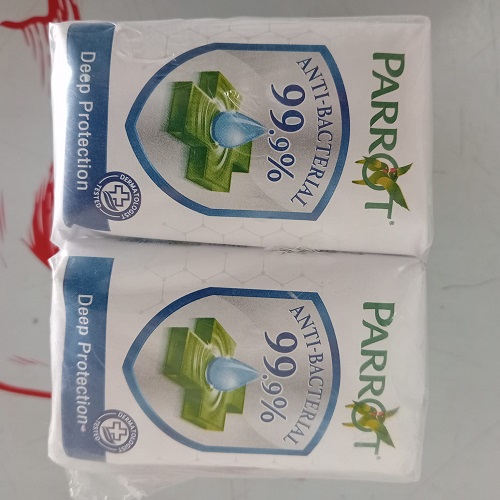 PARROT
ANTI-BACTERIAL
99.9%
DERMATOLOGIST
TESTED
Deep Protection
PARROT
ANTI-BACTERIAL
99.9%
DERMATOLOGIST
TESTED
Deep Protection